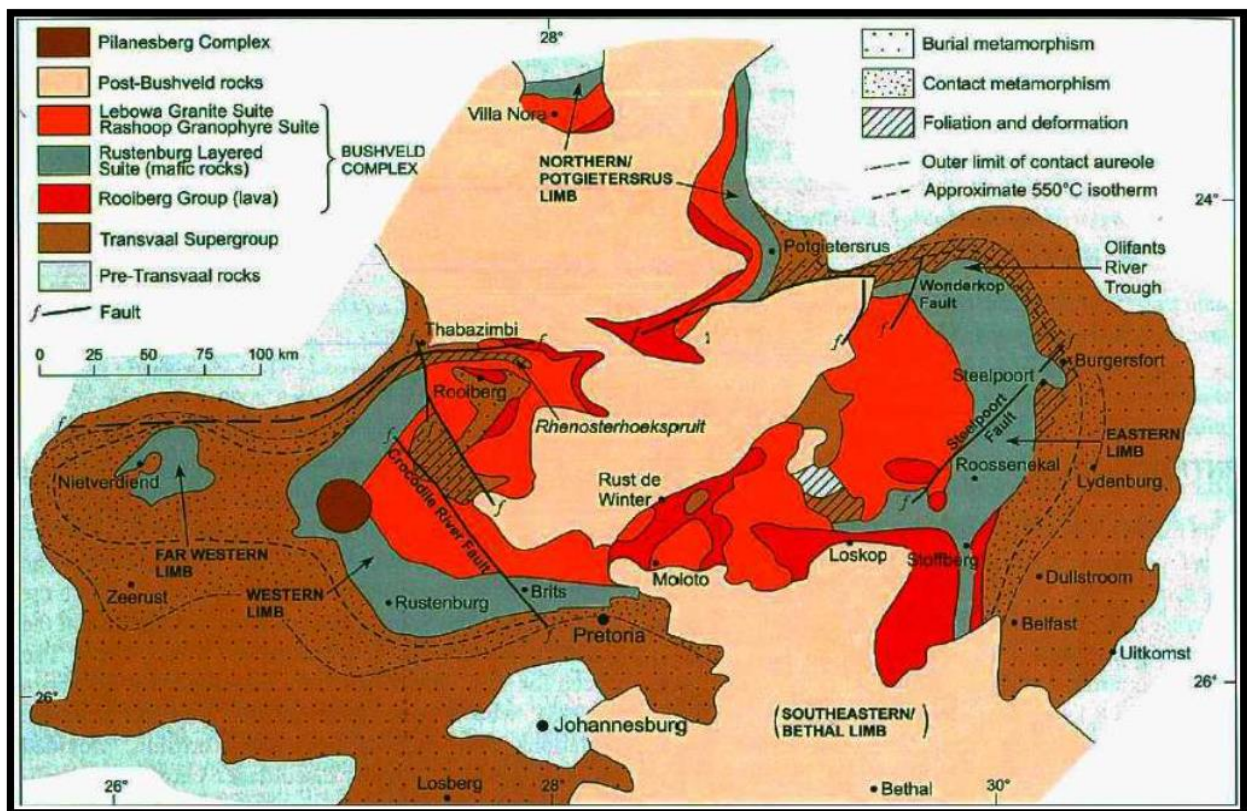 Pilanesberg Complex
Post-Bushveld rocks
Lebowa Granite Suite
Rashoop Granophyre Suite
Rustenburg Layered
Suite (mafic rocks)
Rooiberg Group (lava)
BUSHVELD
COMPLEX
Transvaal Supergroup
Pre-Transvaal rocks
f Fault
0 25 50 75 100 km
Burial metamorphism
Contact metamorphism
Foliation and deformation
Outer limit of contact aureole
Approximate 550°C isotherm
28°
Villa Nora
NORTHERN/
POTGIETERSRUS
LIMB
24°
Potgietersrus
Olifants
River
Trough
Wonderkop
Fault
f
f
f
f
Thabazimbi
f
f
Rooiberg
Rhenosterhoekspruit
Burgersfort
f
Steelpoort
Steelpoort
Fault
f
EASTERN
LIMB
Roossenekal
Lydenburg
f
f
Crocodile River Fault
f
f
Nietverdiend
FAR WESTERN
LIMB
Zeerust
WESTERN
LIMB
Rustenburg
Brits
Pretoria
Rust de
Winter
Moloto
Loskop
Stoffberg
Dullstroom
Belfast
Uitkomst
26°
26°
Johannesburg
(SOUTHEASTERN/
BETHAL LIMB)
26°
Losberg
28°
Bethal
30°